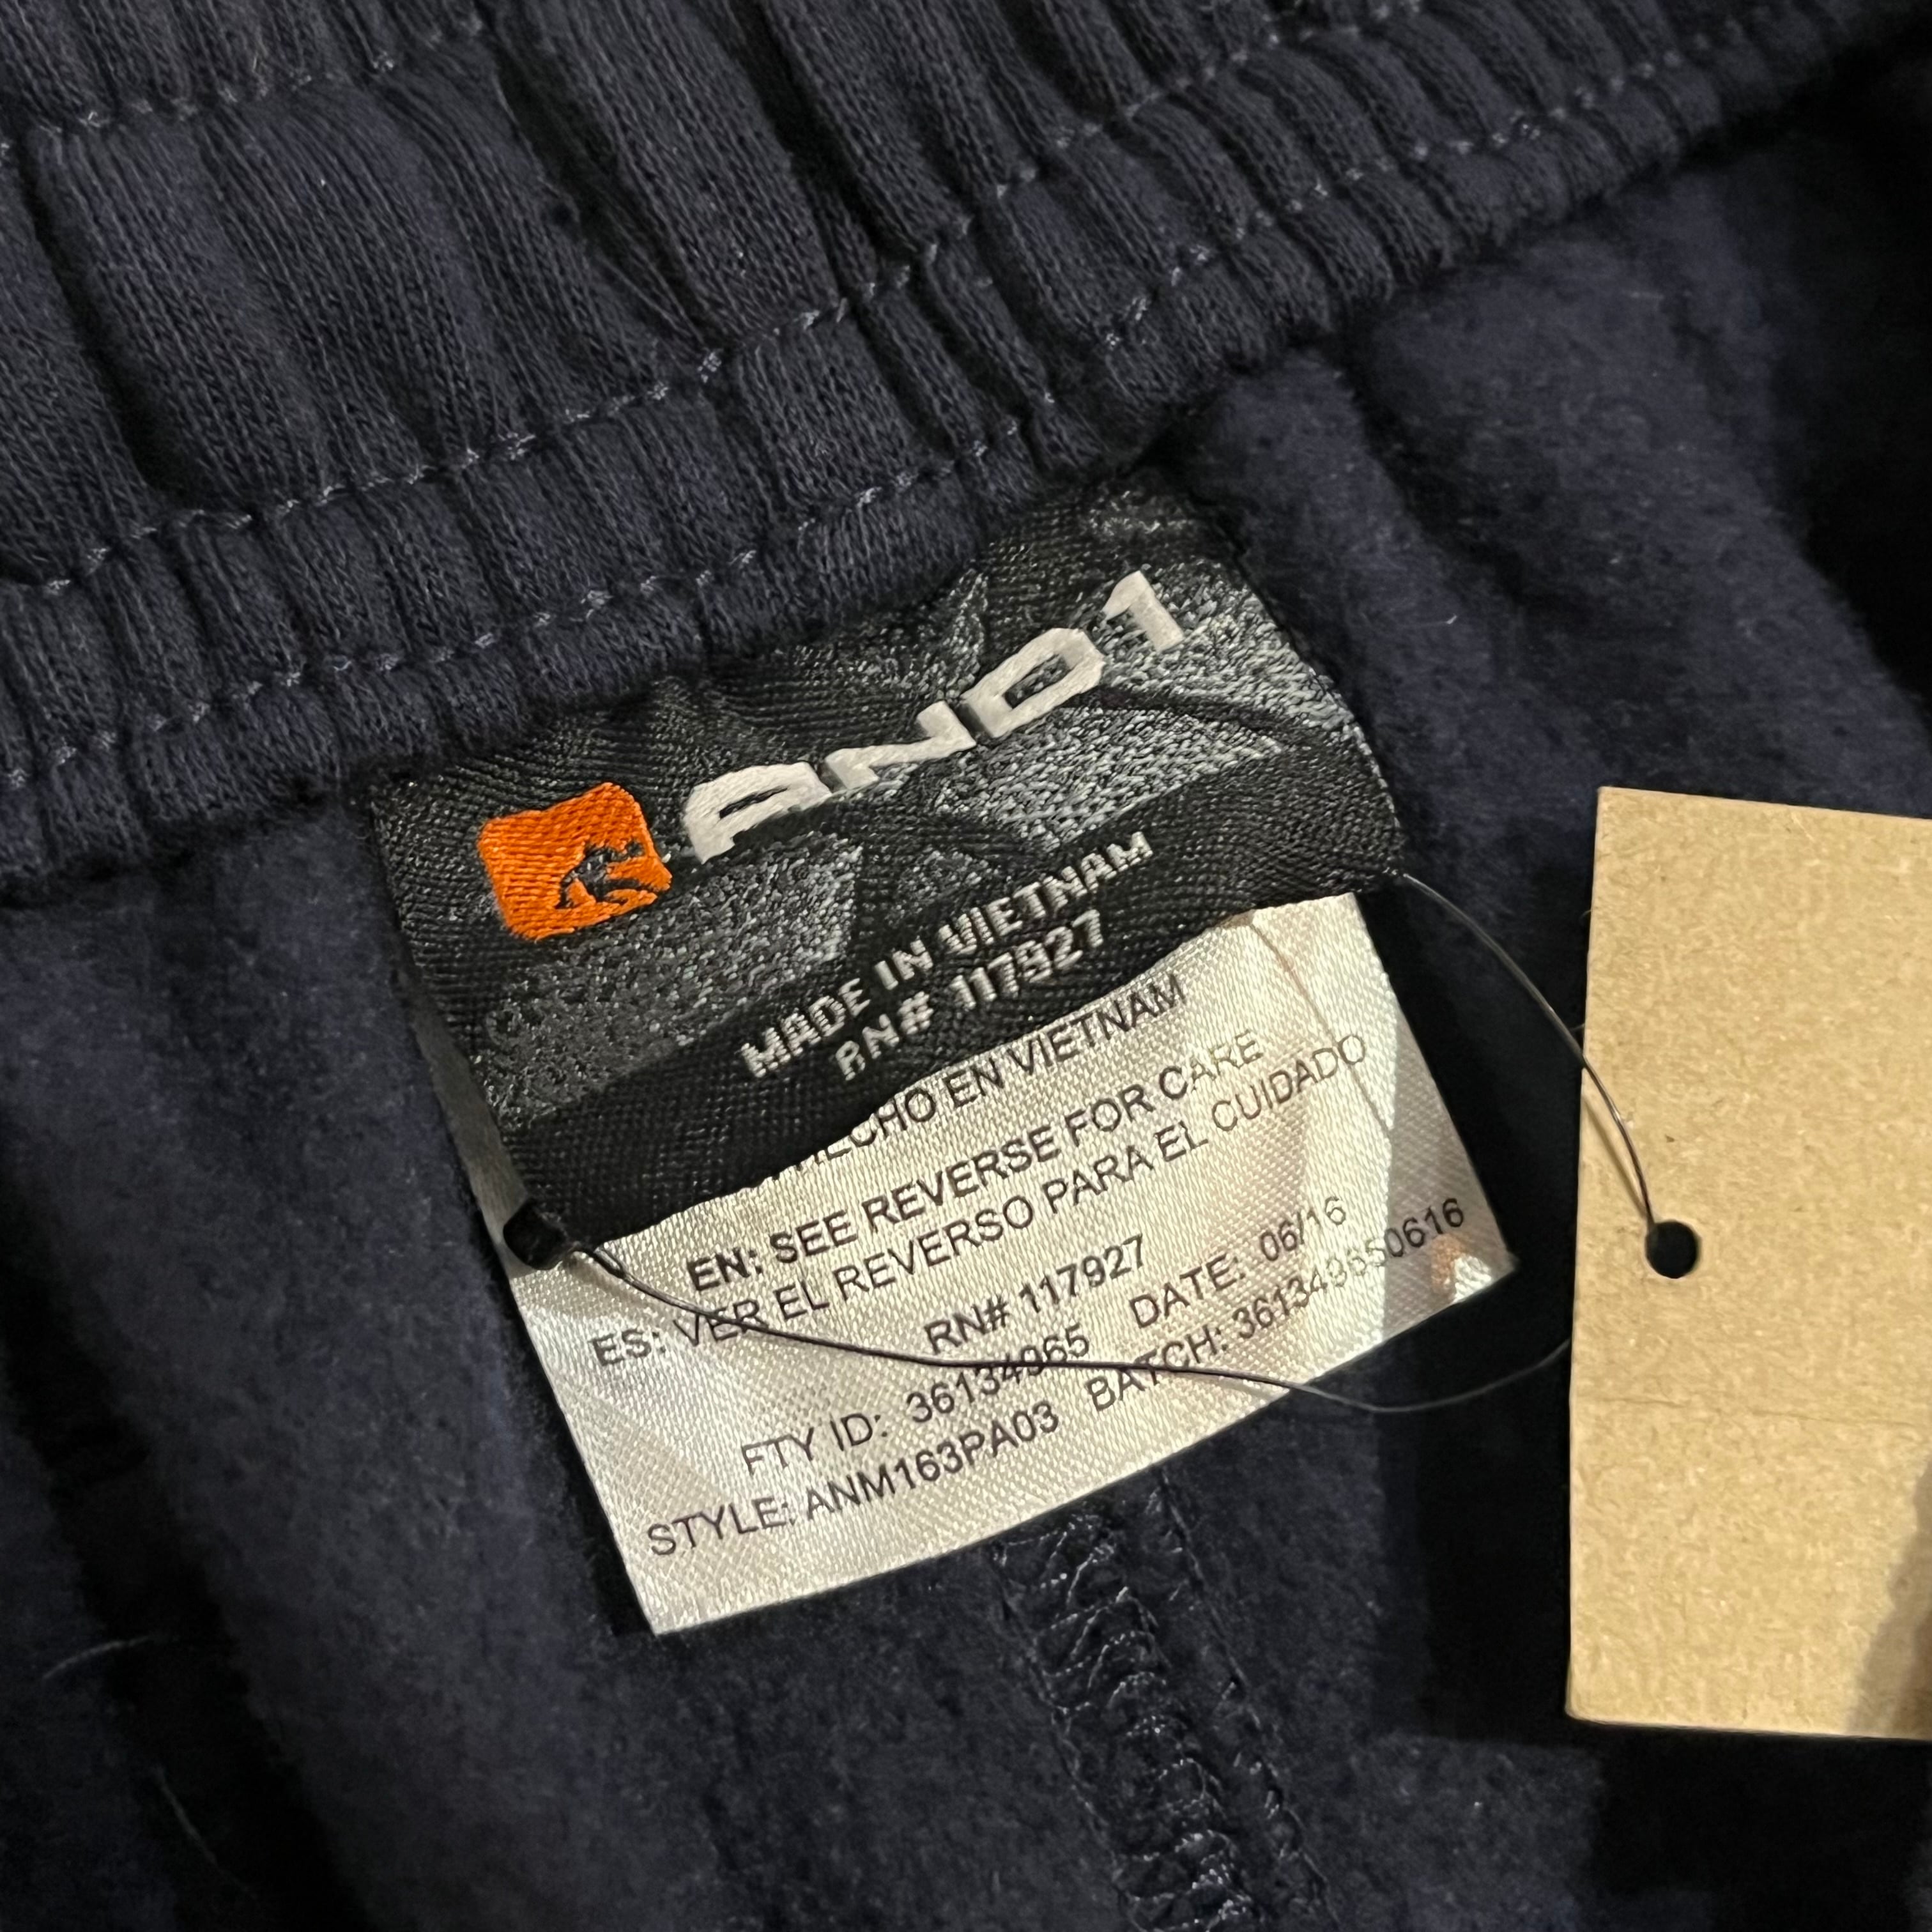 AND1
MADE IN VIETNAM
RN# 117927
HECHO EN VIETNAM
EN: SEE REVERSE FOR CARE
ES: VER EL REVERSO PARA EL CUIDADO
RN# 117927
FTY ID: 36134965 DATE: 06/16
STYLE: ANM163PA03 BATCH: 361349650616